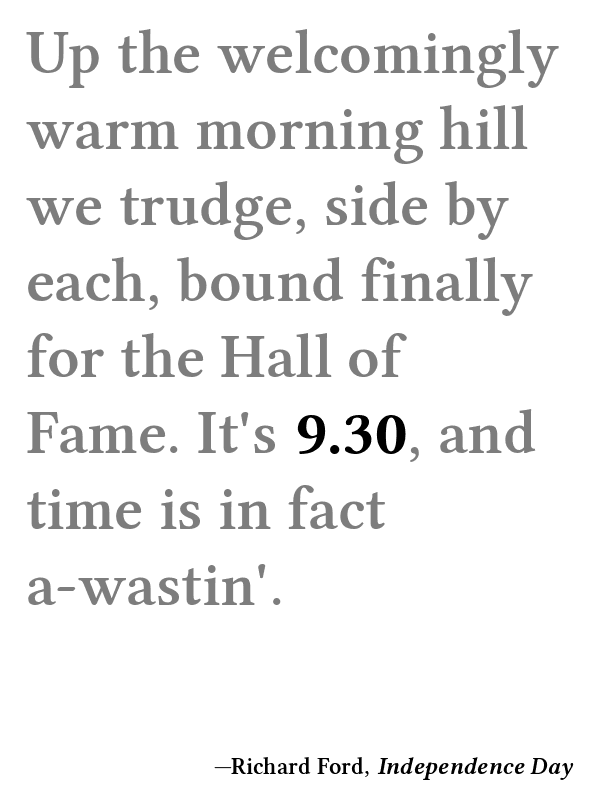 Up the welcomingly
warm morning hill
we trudge, side by
each, bound finally
for the Hall of
Fame. It's 9.30, and
time is in fact
a-wastin'.
—Richard Ford, Independence Day